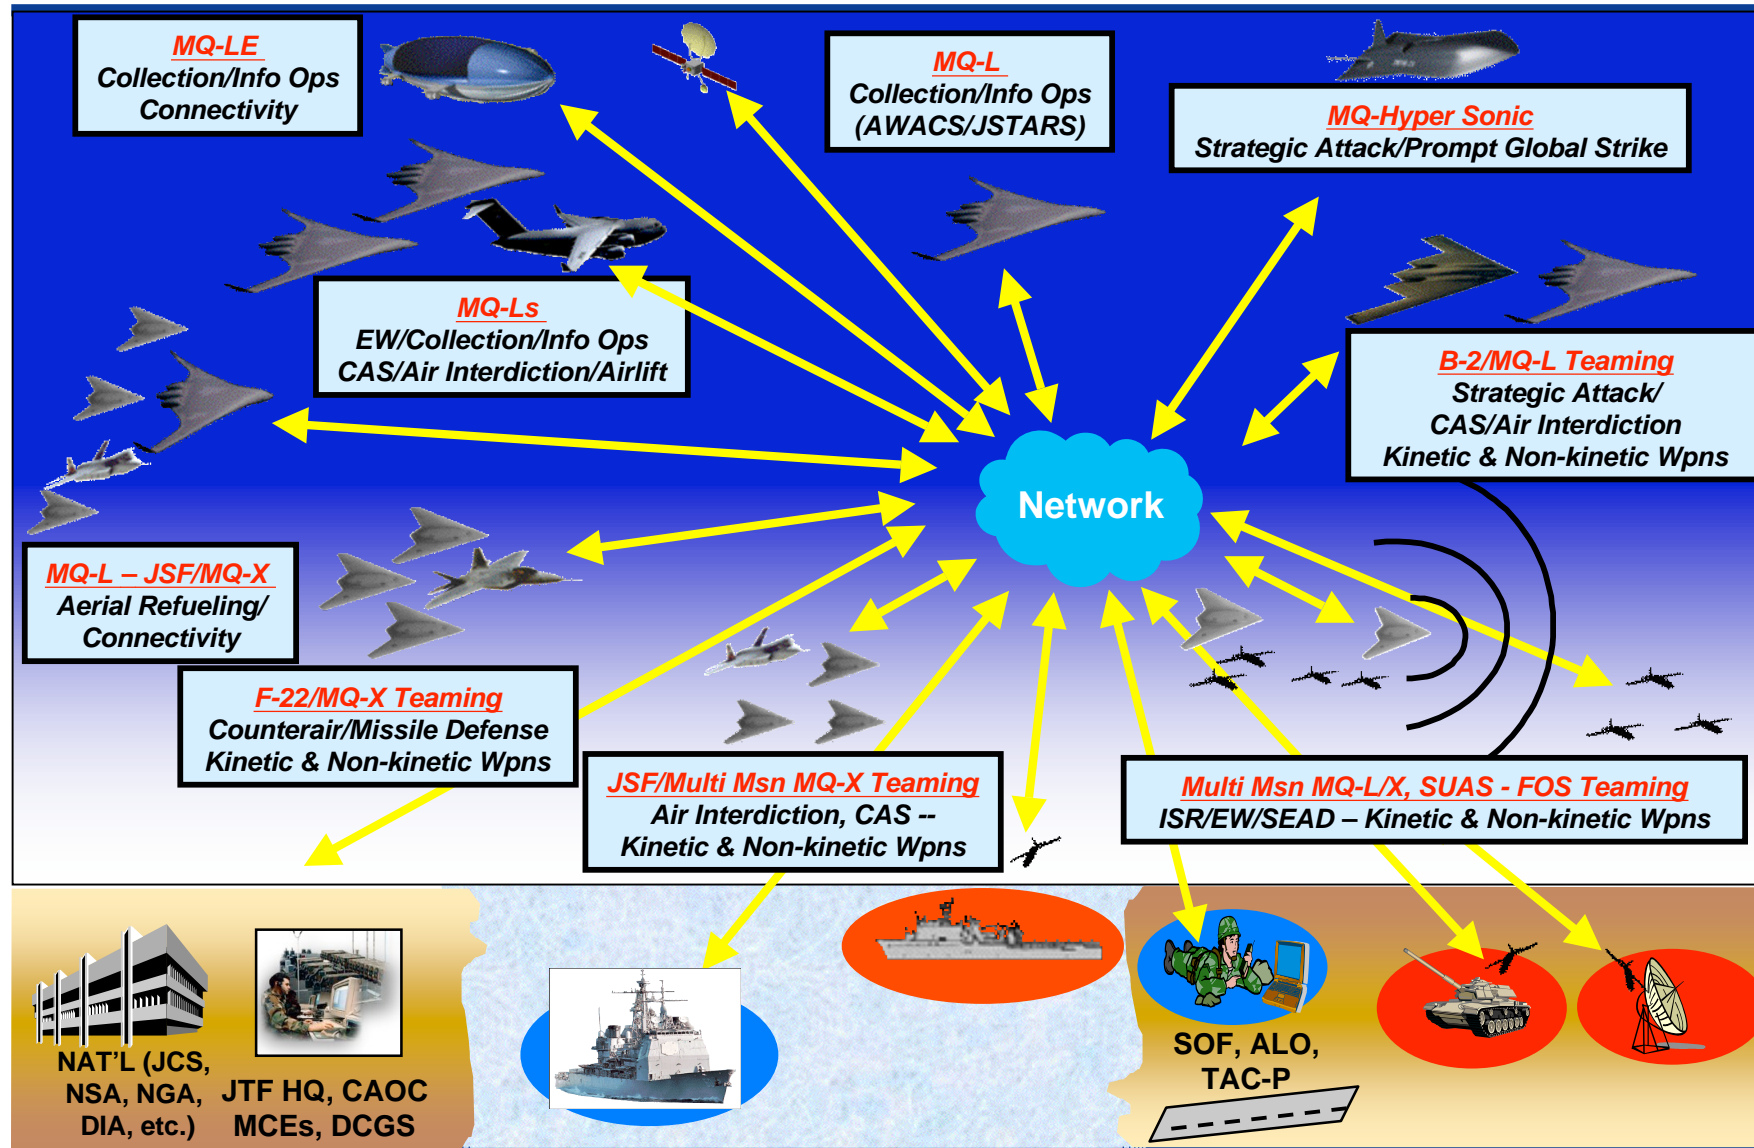 MQ-LE
Collection/Info Ops
Connectivity
MQ-L
Collection/Info Ops
(AWACS/JSTARS)
MQ-Hyper Sonic
Strategic Attack/Prompt Global Strike
MQ-Ls
EW/Collection/Info Ops
CAS/Air Interdiction/Airlift
B-2/MQ-L Teaming
Strategic Attack/
CAS/Air Interdiction
Kinetic & Non-kinetic Wpns
Network
MQ-L – JSF/MQ-X
Aerial Refueling/
Connectivity
F-22/MQ-X Teaming
Counterair/Missile Defense
Kinetic & Non-kinetic Wpns
JSF/Multi Msn MQ-X Teaming
Air Interdiction, CAS --
Kinetic & Non-kinetic Wpns
Multi Msn MQ-L/X, SUAS - FOS Teaming
ISR/EW/SEAD – Kinetic & Non-kinetic Wpns
NAT'L (JCS,
NSA, NGA,
DIA, etc.)
JTF HQ, CAOC
MCEs, DCGS
SOF, ALO,
TAC-P